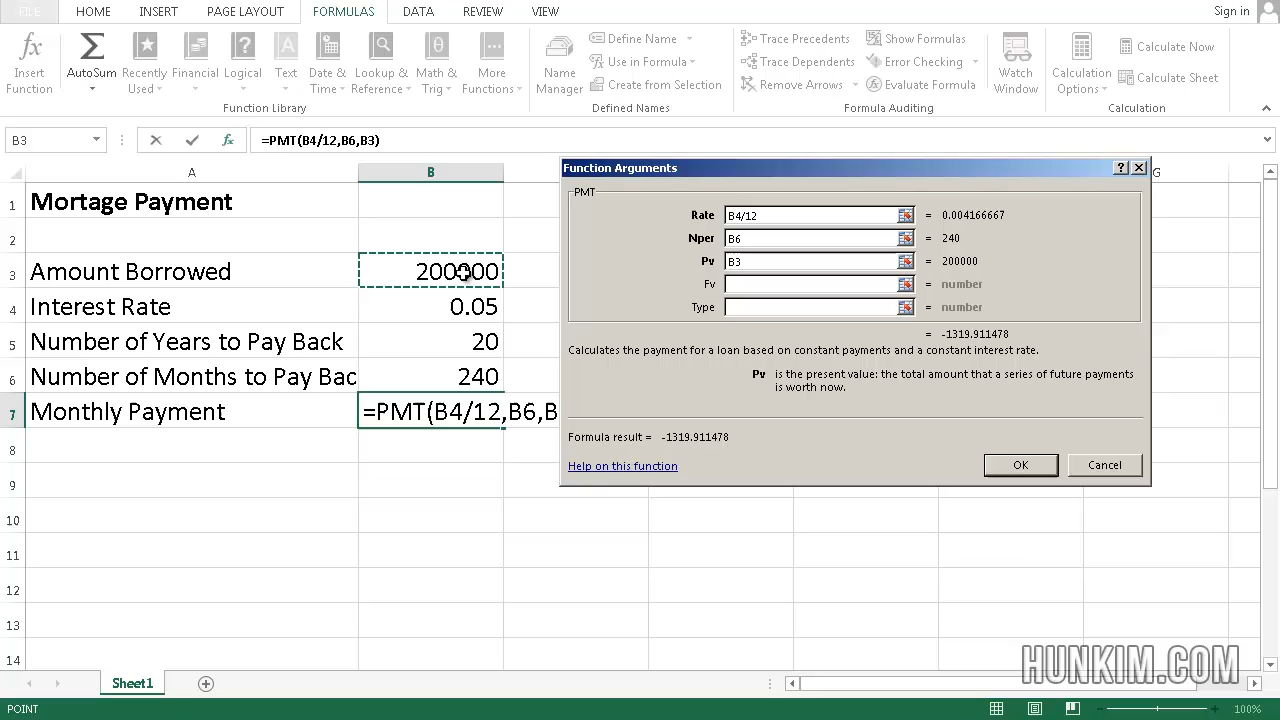 FILE HOME INSERT PAGE LAYOUT FORMULAS DATA REVIEW VIEW Sign in
fx Σ ? A θ
Insert Function
AutoSum
Recently Used
Financial
Logical
Text
Date & Time
Lookup & Reference
Math & Trig
More Functions
Function Library
Name Manager
Define Name
Use in Formula
Create from Selection
Defined Names
Trace Precedents
Trace Dependents
Remove Arrows
Show Formulas
Error Checking
Evaluate Formula
Formula Auditing
Watch Window
Calculation Options
Calculate Now
Calculate Sheet
Calculation
B3 fx =PMT(B4/12,B6,B3)
A B G
1 Mortage Payment
2
3 Amount Borrowed 200000
4 Interest Rate 0.05
5 Number of Years to Pay Back 20
6 Number of Months to Pay Bac 240
7 Monthly Payment =PMT(B4/12,B6,B
8
9
10
11
12
13
14
Function Arguments ?
PMT
Rate B4/12 = 0.004166667
Nper B6 = 240
Pv B3 = 200000
Fv = number
Type = number
= -1319.911478
Calculates the payment for a loan based on constant payments and a constant interest rate.
Pv is the present value: the total amount that a series of future payments
is worth now.
Formula result = -1319.911478
Help on this function OK Cancel
HUNKIM.COM
Sheet1
POINT 100%